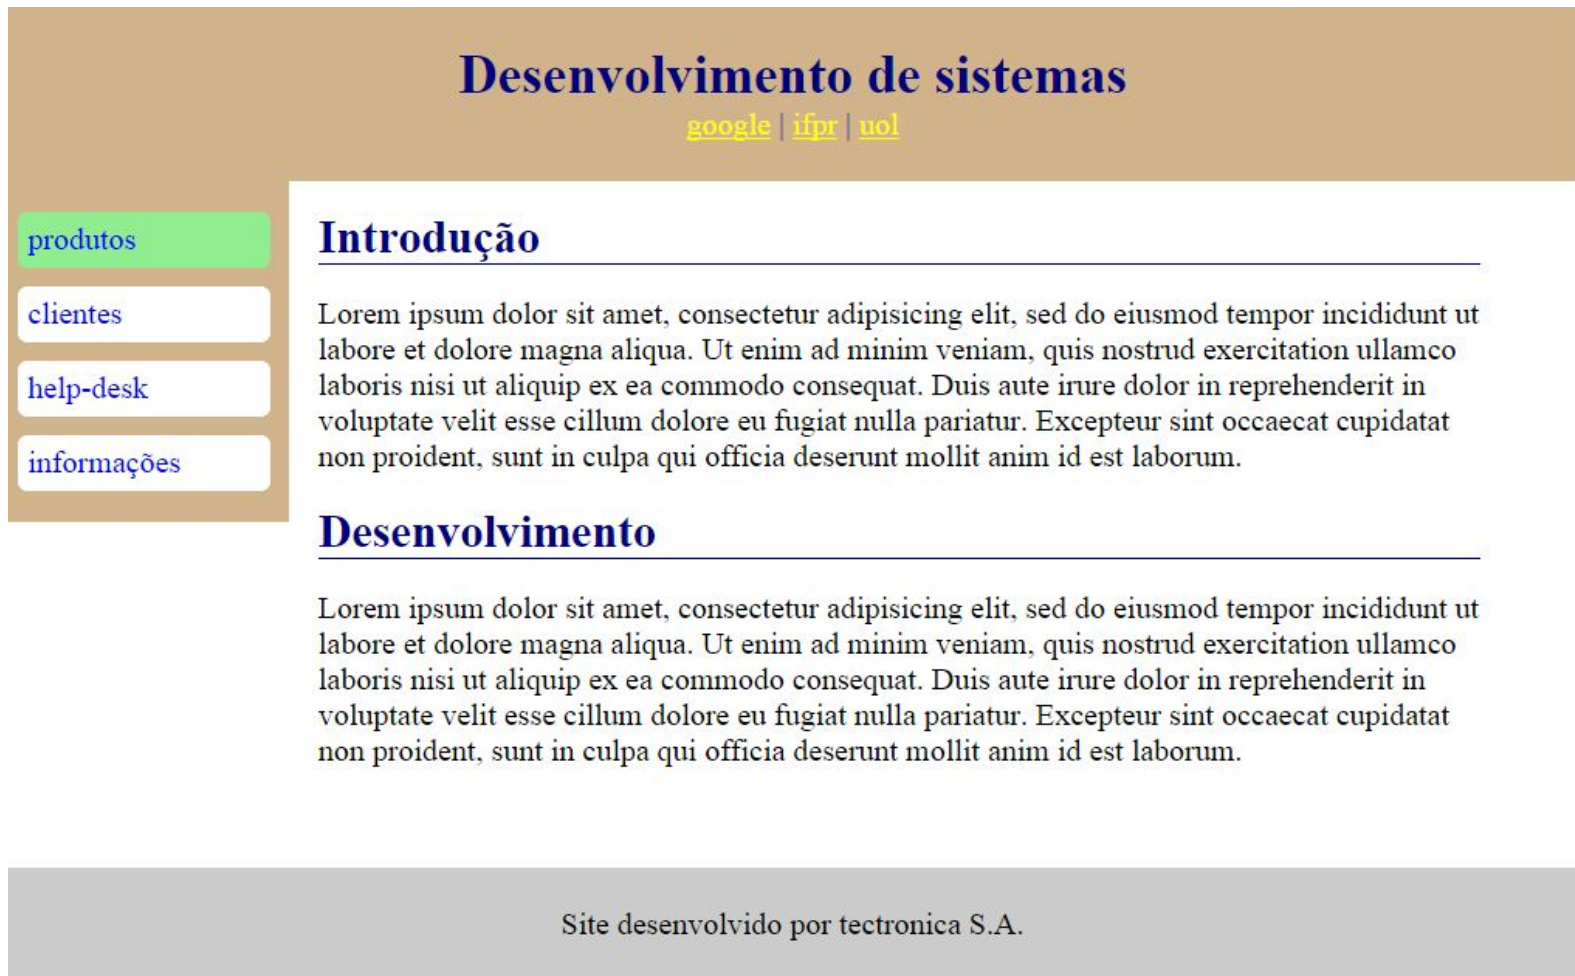 Desenvolvimento de sistemas
google | ifpr | uol
produtos
clientes
help-desk
informações
Introdução
Lorem ipsum dolor sit amet, consectetur adipisicing elit, sed do eiusmod tempor incididunt ut
labore et dolore magna aliqua. Ut enim ad minim veniam, quis nostrud exercitation ullamco
laboris nisi ut aliquip ex ea commodo consequat. Duis aute irure dolor in reprehenderit in
voluptate velit esse cillum dolore eu fugiat nulla pariatur. Excepteur sint occaecat cupidatat
non proident, sunt in culpa qui officia deserunt mollit anim id est laborum.
Desenvolvimento
Lorem ipsum dolor sit amet, consectetur adipisicing elit, sed do eiusmod tempor incididunt ut
labore et dolore magna aliqua. Ut enim ad minim veniam, quis nostrud exercitation ullamco
laboris nisi ut aliquip ex ea commodo consequat. Duis aute irure dolor in reprehenderit in
voluptate velit esse cillum dolore eu fugiat nulla pariatur. Excepteur sint occaecat cupidatat
non proident, sunt in culpa qui officia deserunt mollit anim id est laborum.
Site desenvolvido por tectronica S.A.